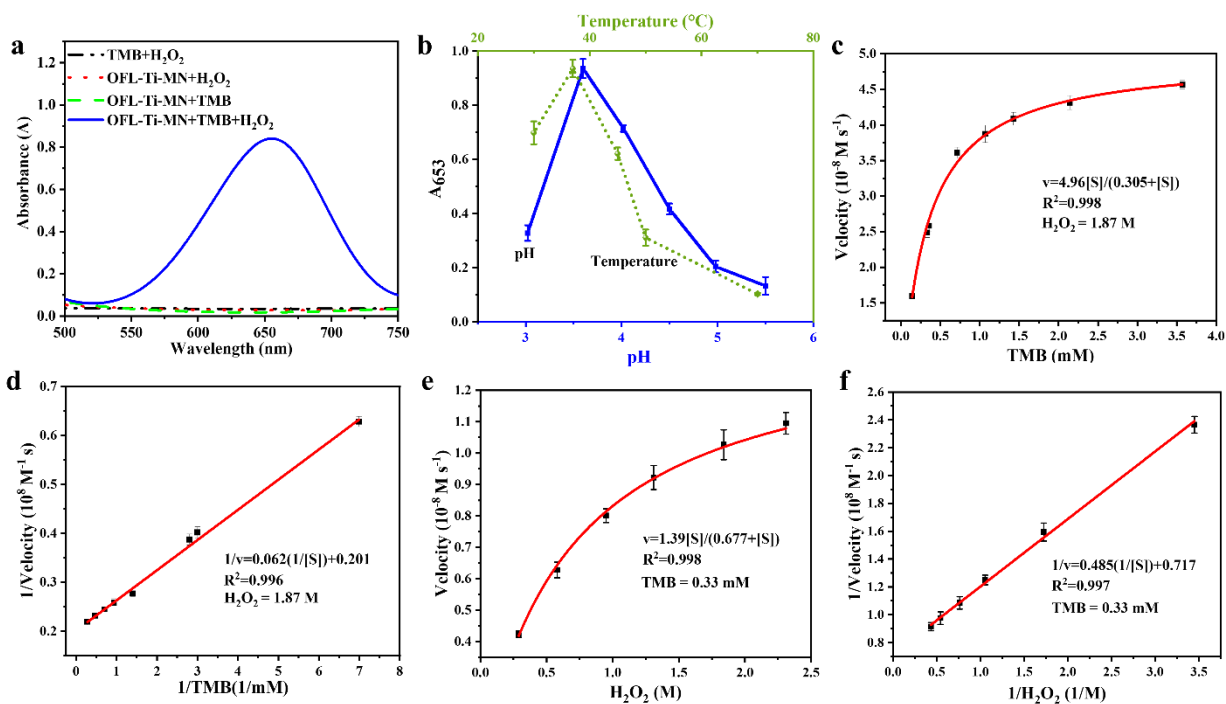 a
TMB+H₂O₂
OFL-Ti-MN+H₂O₂
OFL-Ti-MN+TMB
OFL-Ti-MN+TMB+H₂O₂
Absorbance (A)
1.2
1.0
0.8
0.6
0.4
0.2
0.0
500 550 600 650 700 750
Wavelength (nm)
b
Temperature (°C)
20 30 40 50 60 70 80
A₆₅₃
1.0
0.8
0.6
0.4
0.2
0.0
pH
Temperature
3 4 5 6
pH
c
Velocity (10⁻⁸ M s⁻¹)
5.0
4.5
4.0
3.5
3.0
2.5
2.0
1.5
v=4.96[S]/(0.305+[S])
R²=0.998
H₂O₂ = 1.87 M
0.0 0.5 1.0 1.5 2.0 2.5 3.0 3.5 4.0
TMB (mM)
d
1/Velocity (10⁸ M⁻¹ s)
0.7
0.6
0.5
0.4
0.3
0.2
1/v=0.062(1/[S])+0.201
R²=0.996
H₂O₂ = 1.87 M
0 1 2 3 4 5 6 7 8
1/TMB(1/mM)
e
Velocity (10⁻⁸ M s⁻¹)
1.2
1.1
1.0
0.9
0.8
0.7
0.6
0.5
0.4
v=1.39[S]/(0.677+[S])
R²=0.998
TMB = 0.33 mM
0.0 0.5 1.0 1.5 2.0 2.5
H₂O₂ (M)
f
1/Velocity (10⁸ M⁻¹ s)
2.6
2.4
2.2
2.0
1.8
1.6
1.4
1.2
1.0
0.8
1/v=0.485(1/[S])+0.717
R²=0.997
TMB = 0.33 mM
0.0 0.5 1.0 1.5 2.0 2.5 3.0 3.5
1/H₂O₂ (1/M)